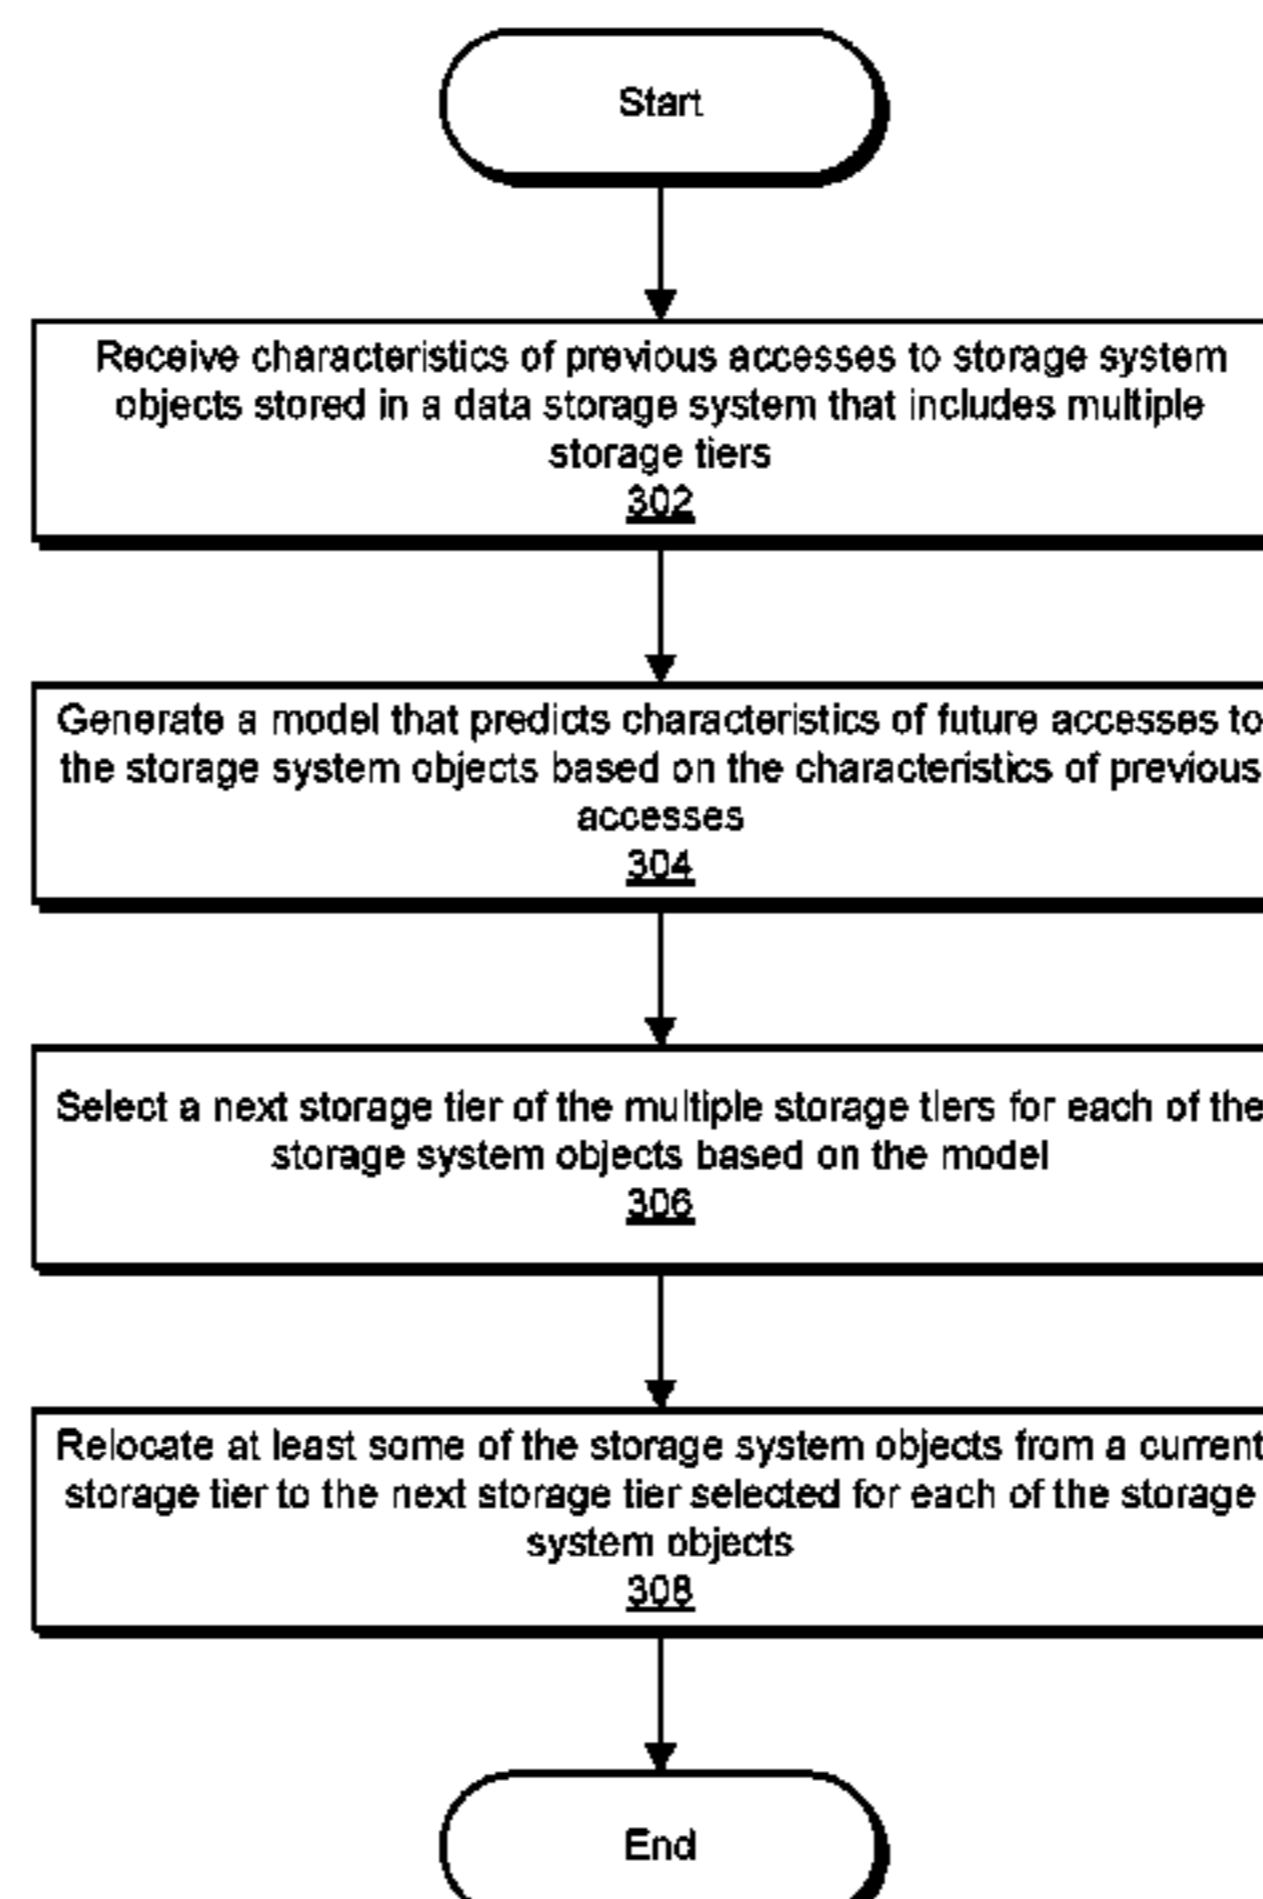 Start
Receive characteristics of previous accesses to storage system
objects stored in a data storage system that includes multiple
storage tiers
302
Generate a model that predicts characteristics of future accesses to
the storage system objects based on the characteristics of previous
accesses
304
Select a next storage tier of the multiple storage tiers for each of the
storage system objects based on the model
306
Relocate at least some of the storage system objects from a current
storage tier to the next storage tier selected for each of the storage
system objects
308
End